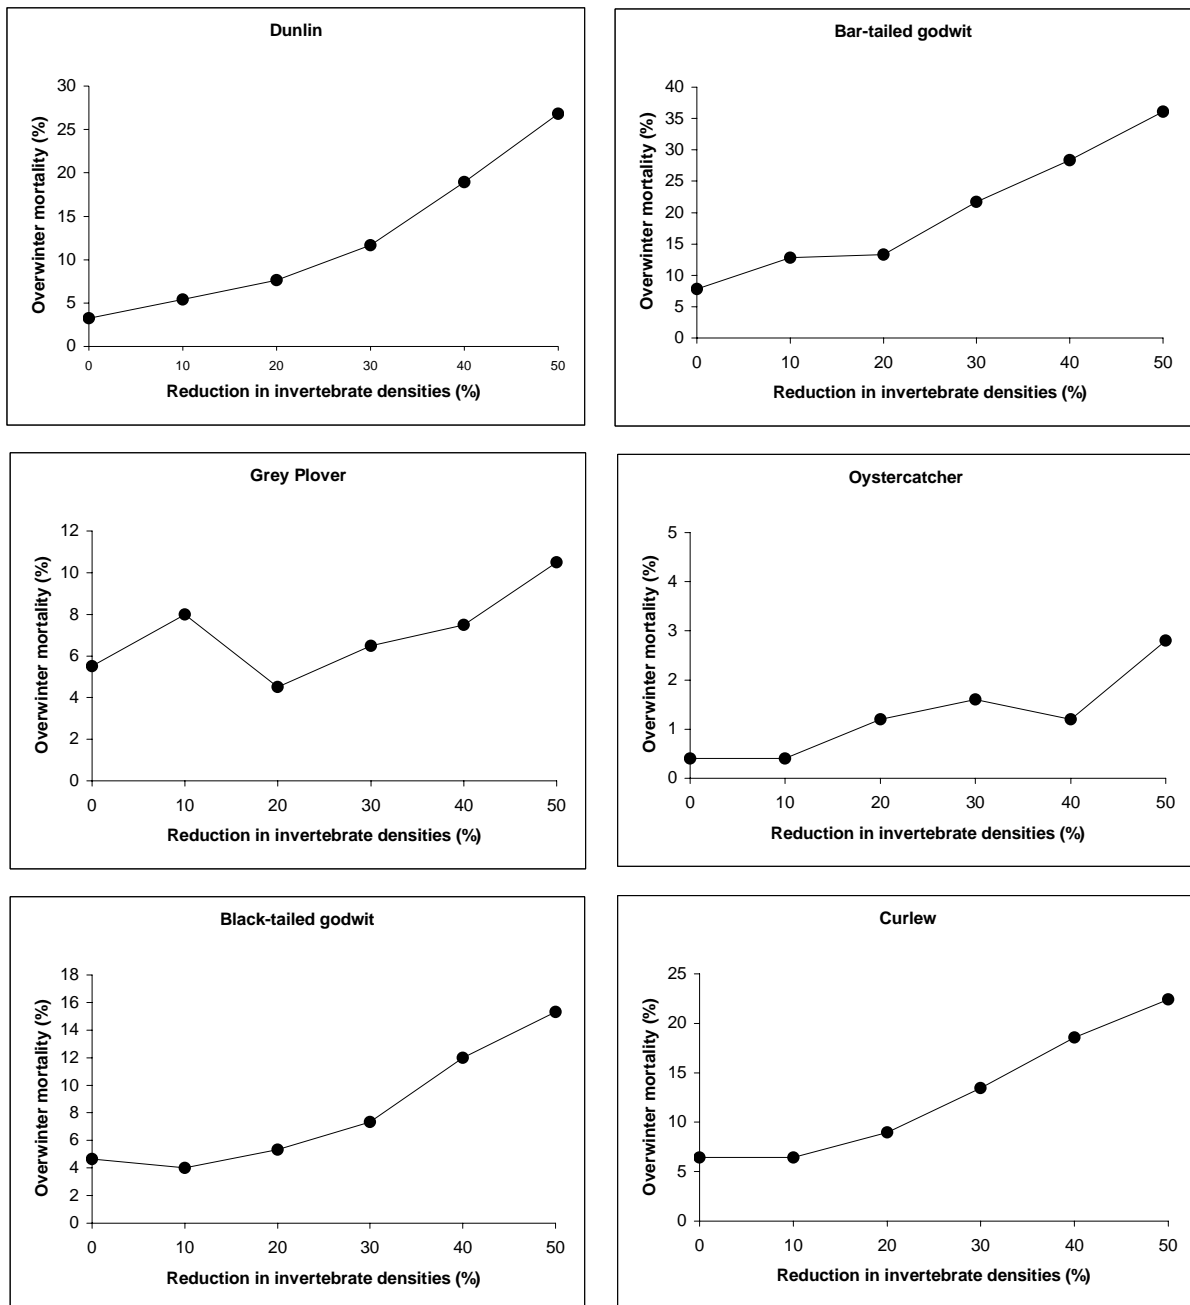 Dunlin
Overwinter mortality (%)
30
25
20
15
10
5
0
0 10 20 30 40 50
Reduction in invertebrate densities (%)
Bar-tailed godwit
Overwinter mortality (%)
40
35
30
25
20
15
10
5
0
0 10 20 30 40 50
Reduction in invertebrate densities (%)
Grey Plover
Overwinter mortality (%)
12
10
8
6
4
2
0
0 10 20 30 40 50
Reduction in invertebrate densities (%)
Oystercatcher
Overwinter mortality (%)
5
4
3
2
1
0
0 10 20 30 40 50
Reduction in invertebrate densities (%)
Black-tailed godwit
Overwinter mortality (%)
18
16
14
12
10
8
6
4
2
0
0 10 20 30 40 50
Reduction in invertebrate densities (%)
Curlew
Overwinter mortality (%)
25
20
15
10
5
0
0 10 20 30 40 50
Reduction in invertebrate densities (%)